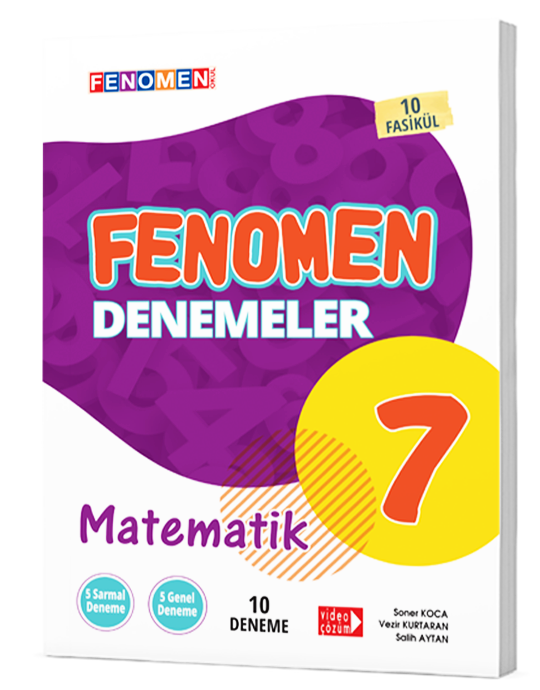 FENOMEN OKUL
10
FASİKÜL
FENOMEN
DENEMELER
7
Matematik
5 Sarmal
Deneme
5 Genel
Deneme
10
DENEME
video
çözüm
Soner KOCA
Vezir KURTARAN
Salih AYTAN